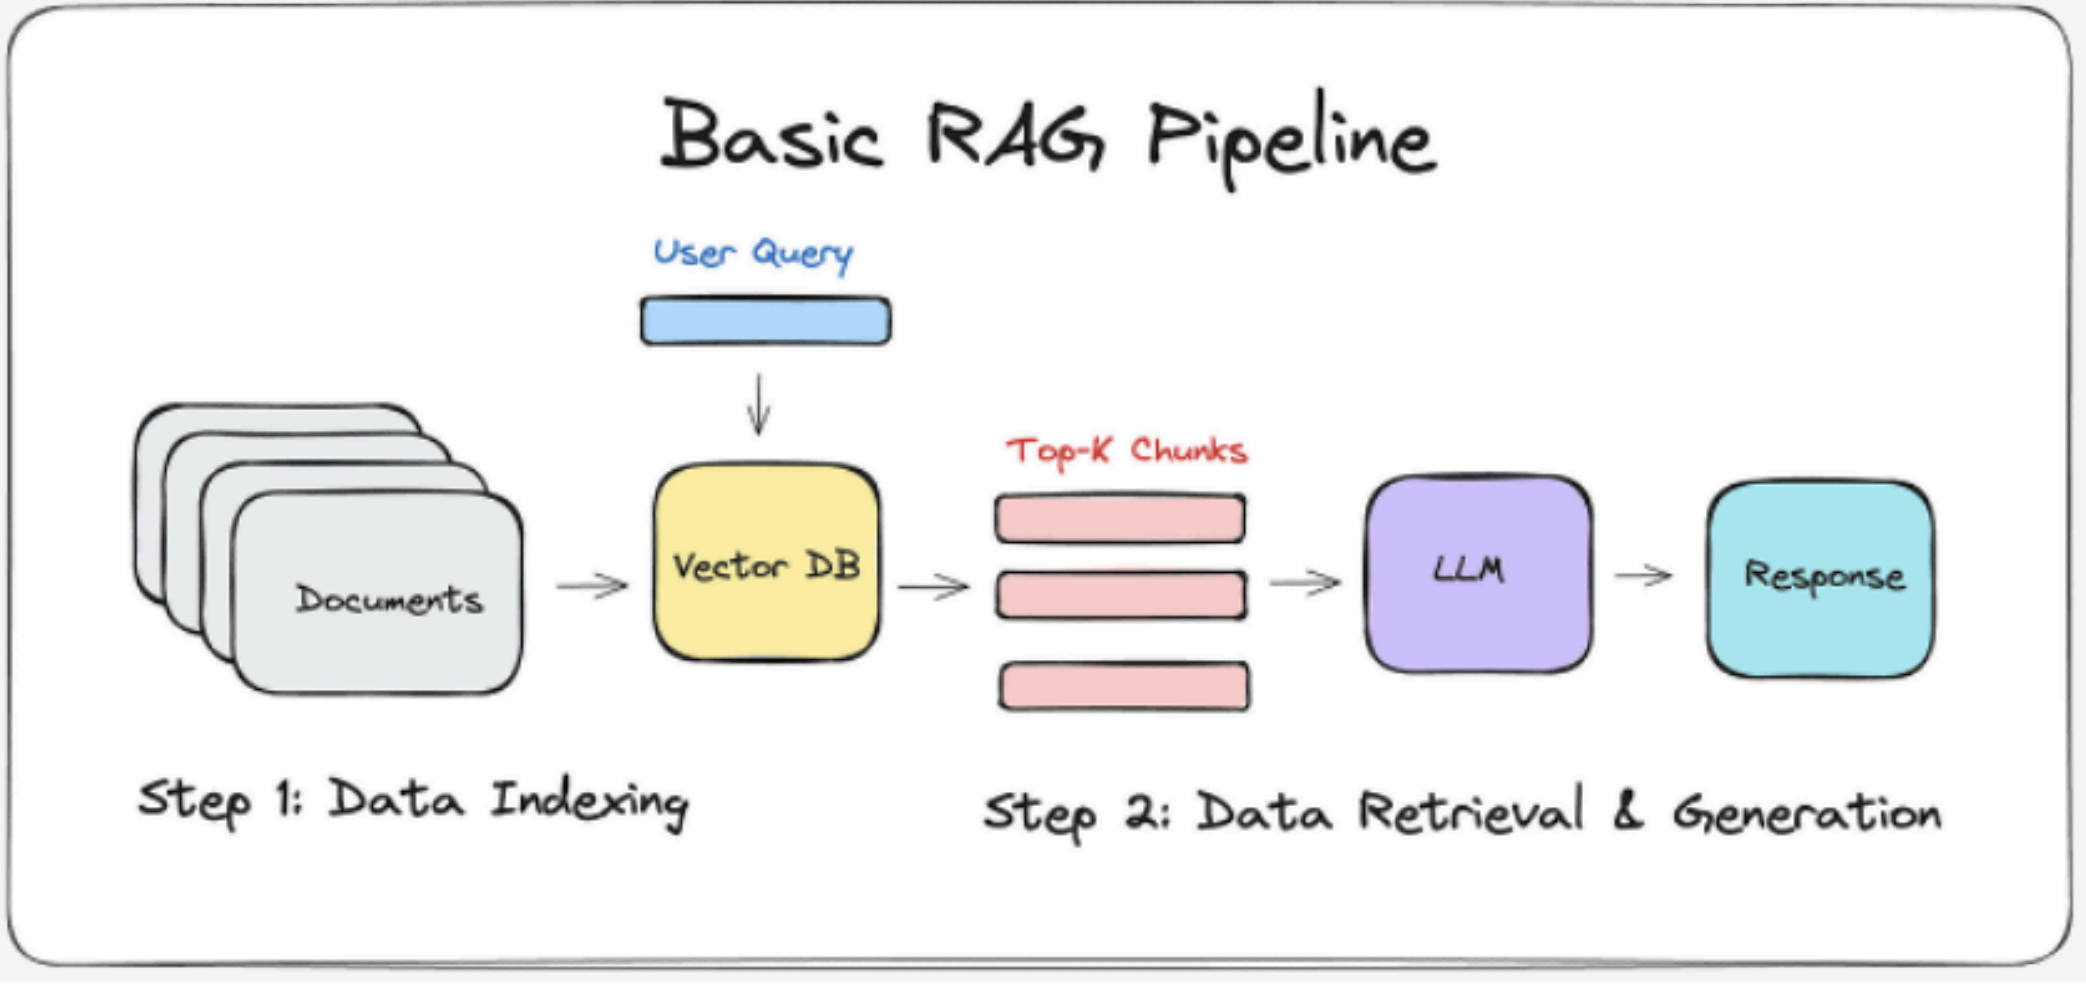 Basic RAG Pipeline
User Query
Top-K Chunks
Documents
Vector DB
LLM
Response
Step 1: Data Indexing
Step 2: Data Retrieval & Generation